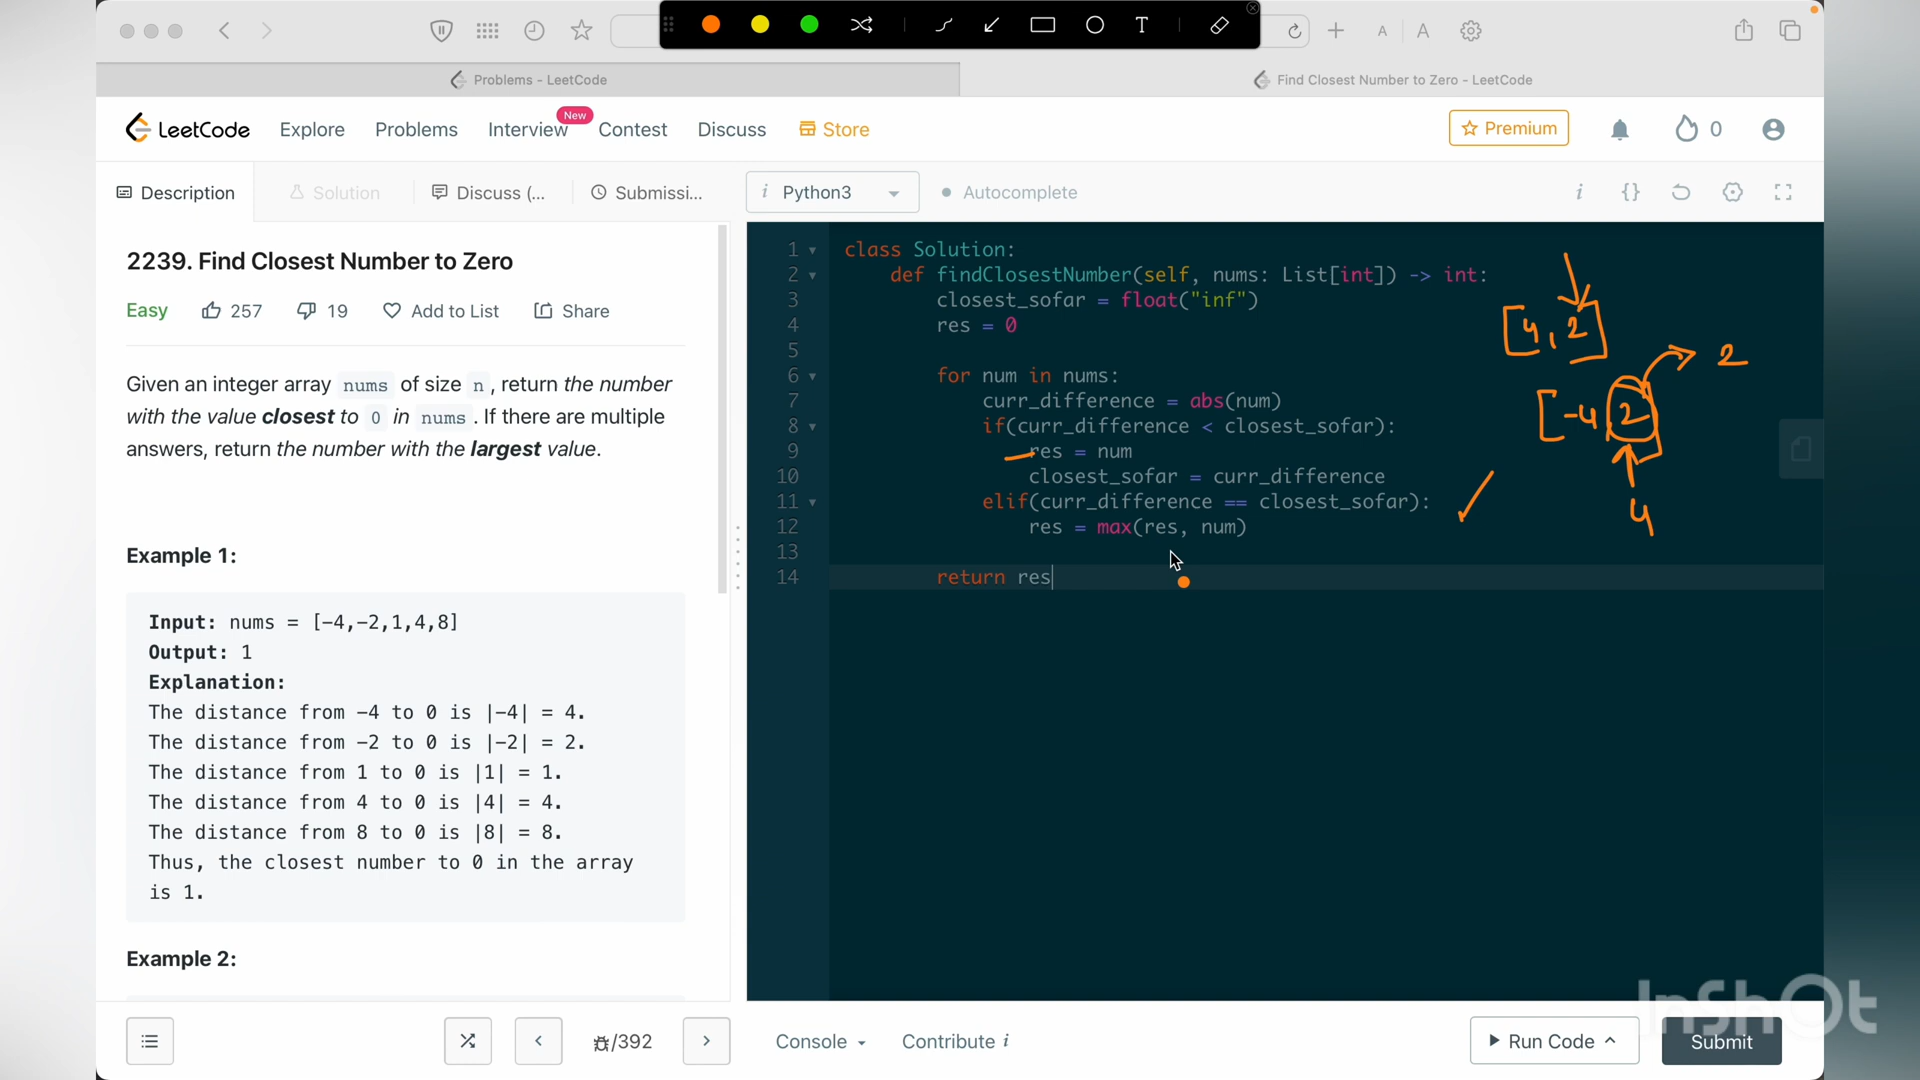 Problems - LeetCode
Find Closest Number to Zero - LeetCode
LeetCode
Explore
Problems
Interview
New
Contest
Discuss
Store
Premium
0
Description
Solution
Discuss (...
Submissi...
i Python3
Autocomplete
i {}
2239. Find Closest Number to Zero
Easy
257
19
Add to List
Share
Given an integer array nums of size n, return the number
with the value closest to 0 in nums. If there are multiple
answers, return the number with the largest value.
Example 1:
Input: nums = [-4,-2,1,4,8]
Output: 1
Explanation:
The distance from -4 to 0 is |-4| = 4.
The distance from -2 to 0 is |-2| = 2.
The distance from 1 to 0 is |1| = 1.
The distance from 4 to 0 is |4| = 4.
The distance from 8 to 0 is |8| = 8.
Thus, the closest number to 0 in the array
is 1.
Example 2:
1 class Solution:
2 def findClosestNumber(self, nums: List[int]) -> int:
3 closest_sofar = float("inf")
4 res = 0
5
6 for num in nums:
7 curr_difference = abs(num)
8 if(curr_difference < closest_sofar):
9 res = num
10 closest_sofar = curr_difference
11 elif(curr_difference == closest_sofar):
12 res = max(res, num)
13
14 return res
[4, 2]
2
[-4 2]
4
/392
Console
Contribute i
Run Code
Submit
InShOt